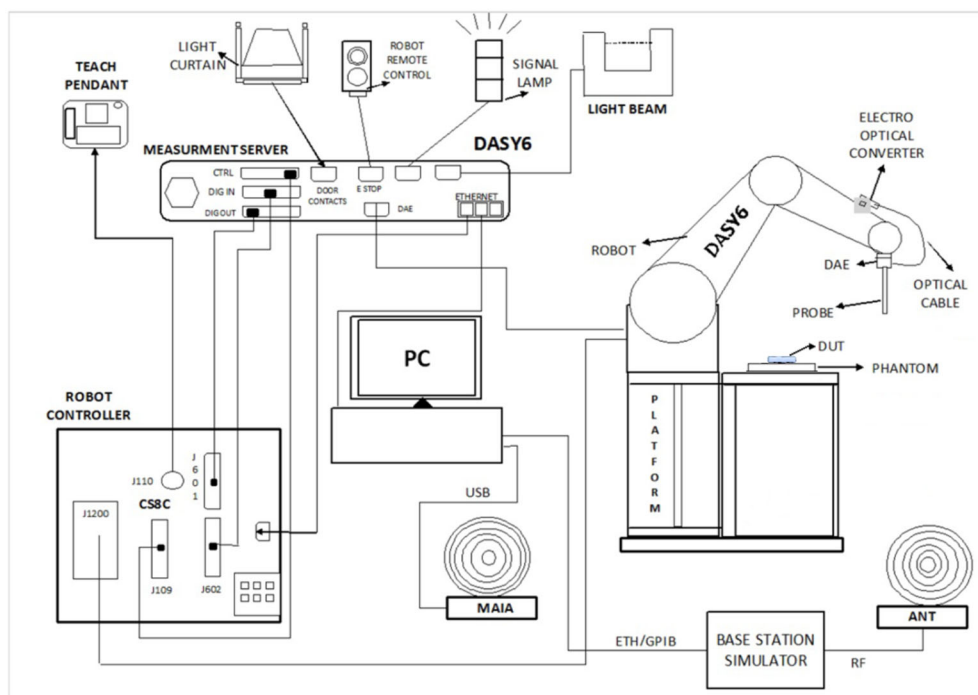 LIGHT
CURTAIN
ROBOT
REMOTE
CONTROL
SIGNAL
LAMP
LIGHT BEAM
TEACH
PENDANT
ELECTRO
OPTICAL
CONVERTER
MEASURMENT SERVER
DASY6
CTRL
DIG IN
DIG OUT
DOOR
CONTACTS
E STOP
DAE
ETHERNET
ROBOT
DASY6
DAE
OPTICAL
CABLE
PROBE
DUT
PHANTOM
PLATFORM
PC
ROBOT
CONTROLLER
J110
J601
CS8C
J1200
J109
J602
USB
MAIA
ETH/GPIB
BASE STATION
SIMULATOR
RF
ANT